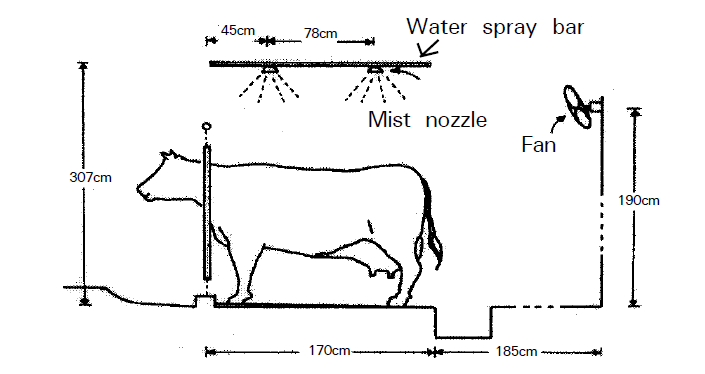 45cm
78cm
Water spray bar
Mist nozzle
Fan
307cm
190cm
170cm
185cm